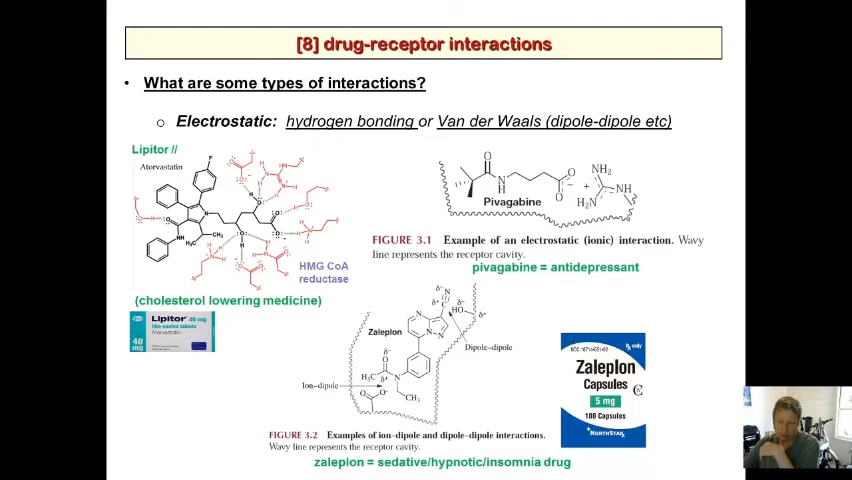 [8] drug-receptor interactions
• What are some types of interactions?
o Electrostatic: hydrogen bonding or Van der Waals (dipole-dipole etc)
Lipitor //
Atorvastatin
HMG CoA
reductase
(cholesterol lowering medicine)
Lipitor 40 mg
40
mg
Pivagabine
FIGURE 3.1 Example of an electrostatic (ionic) interaction. Wavy
line represents the receptor cavity.
pivagabine = antidepressant
Zaleplon
Dipole–dipole
Ion–dipole
FIGURE 3.2 Examples of ion–dipole and dipole–dipole interactions.
Wavy line represents the receptor cavity.
zaleplon = sedative/hypnotic/insomnia drug
Rx only
Zaleplon
Capsules
5 mg
100 Capsules
NORTHSTAR